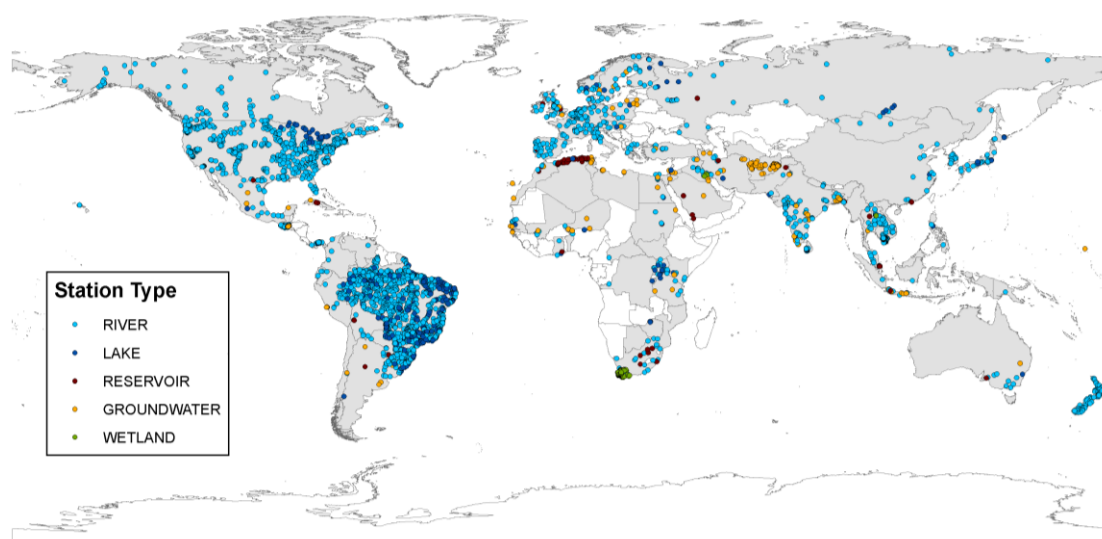 Station Type
RIVER
LAKE
RESERVOIR
GROUNDWATER
WETLAND